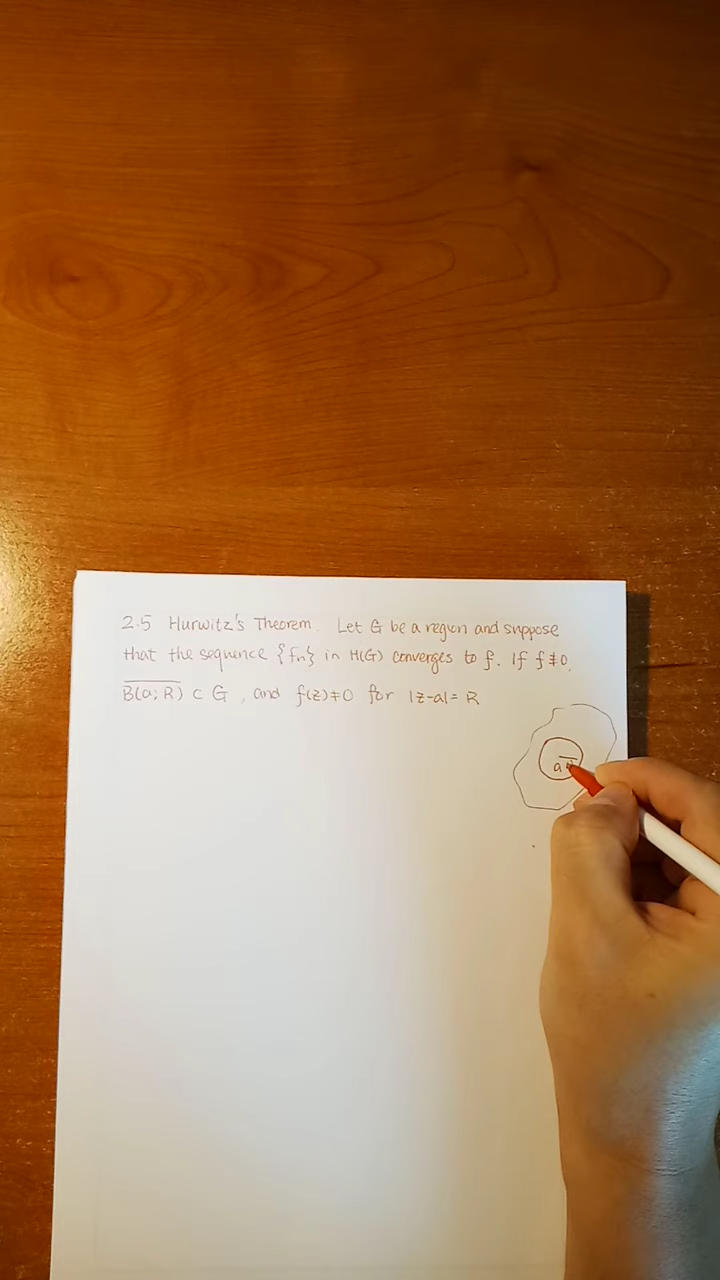 2.5 Hurwitz's Theorem. Let G be a region and suppose
that the sequence {fn} in H(G) converges to f. If f≢0,
B̅(̅a̅;̅ ̅R̅)̅ ⊂ G, and f(z)≠0 for |z-a|= R
a